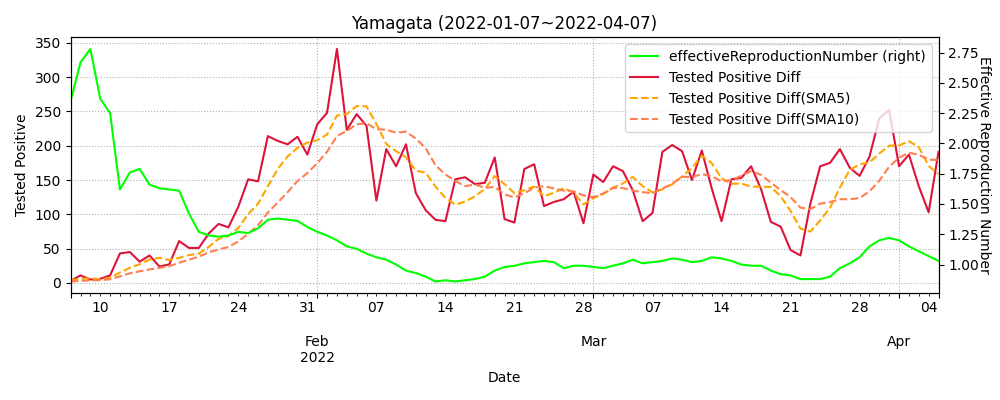 Yamagata (2022-01-07~2022-04-07)
effectiveReproductionNumber (right)
Tested Positive Diff
Tested Positive Diff(SMA5)
Tested Positive Diff(SMA10)
Tested Positive
350
300
250
200
150
100
50
0
2.75
2.50
2.25
2.00
1.75
1.50
1.25
1.00
Effective Reproduction Number
10 17 24 31 07 14 21 28 07 14 21 28 04
Feb Mar Apr
2022
Date